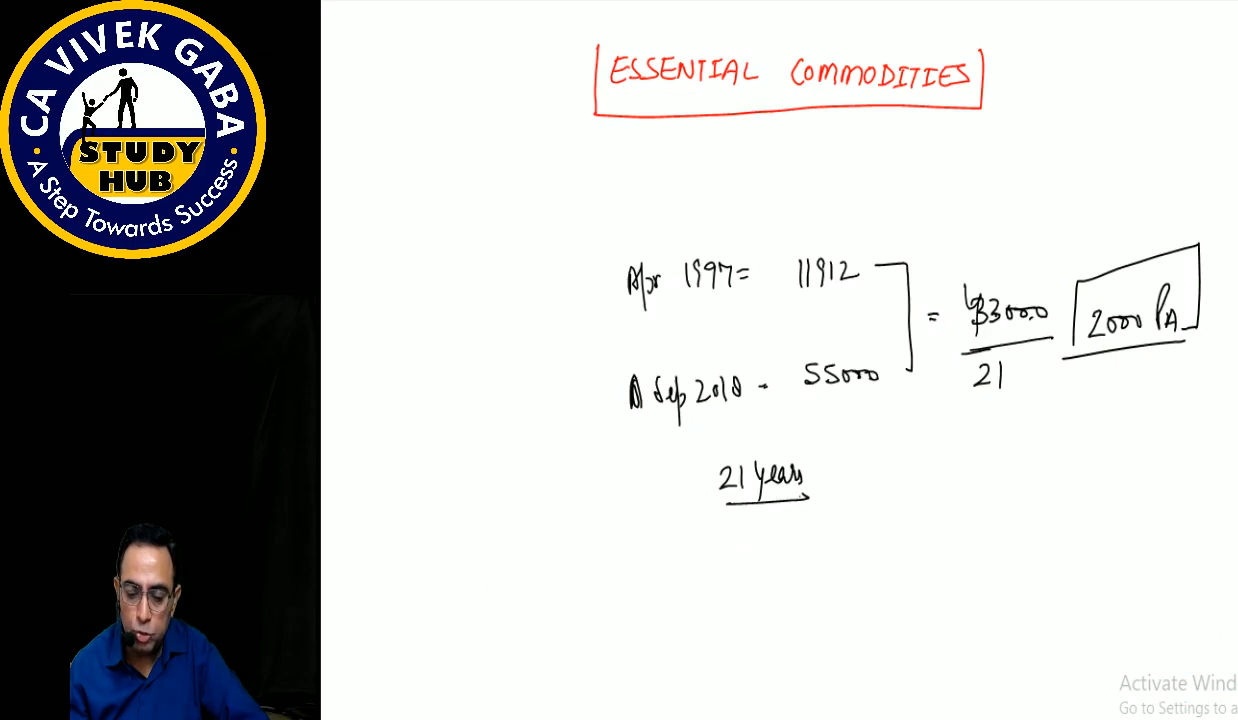 CA VIVEK GABA
STUDY
HUB
• A Step Towards Success •
ESSENTIAL COMMODITIES
Apr 1997 = 11912
Sep 2018 - 55000
= 43000
21
2000 PA
21 years
Activate Wind
Go to Settings to a